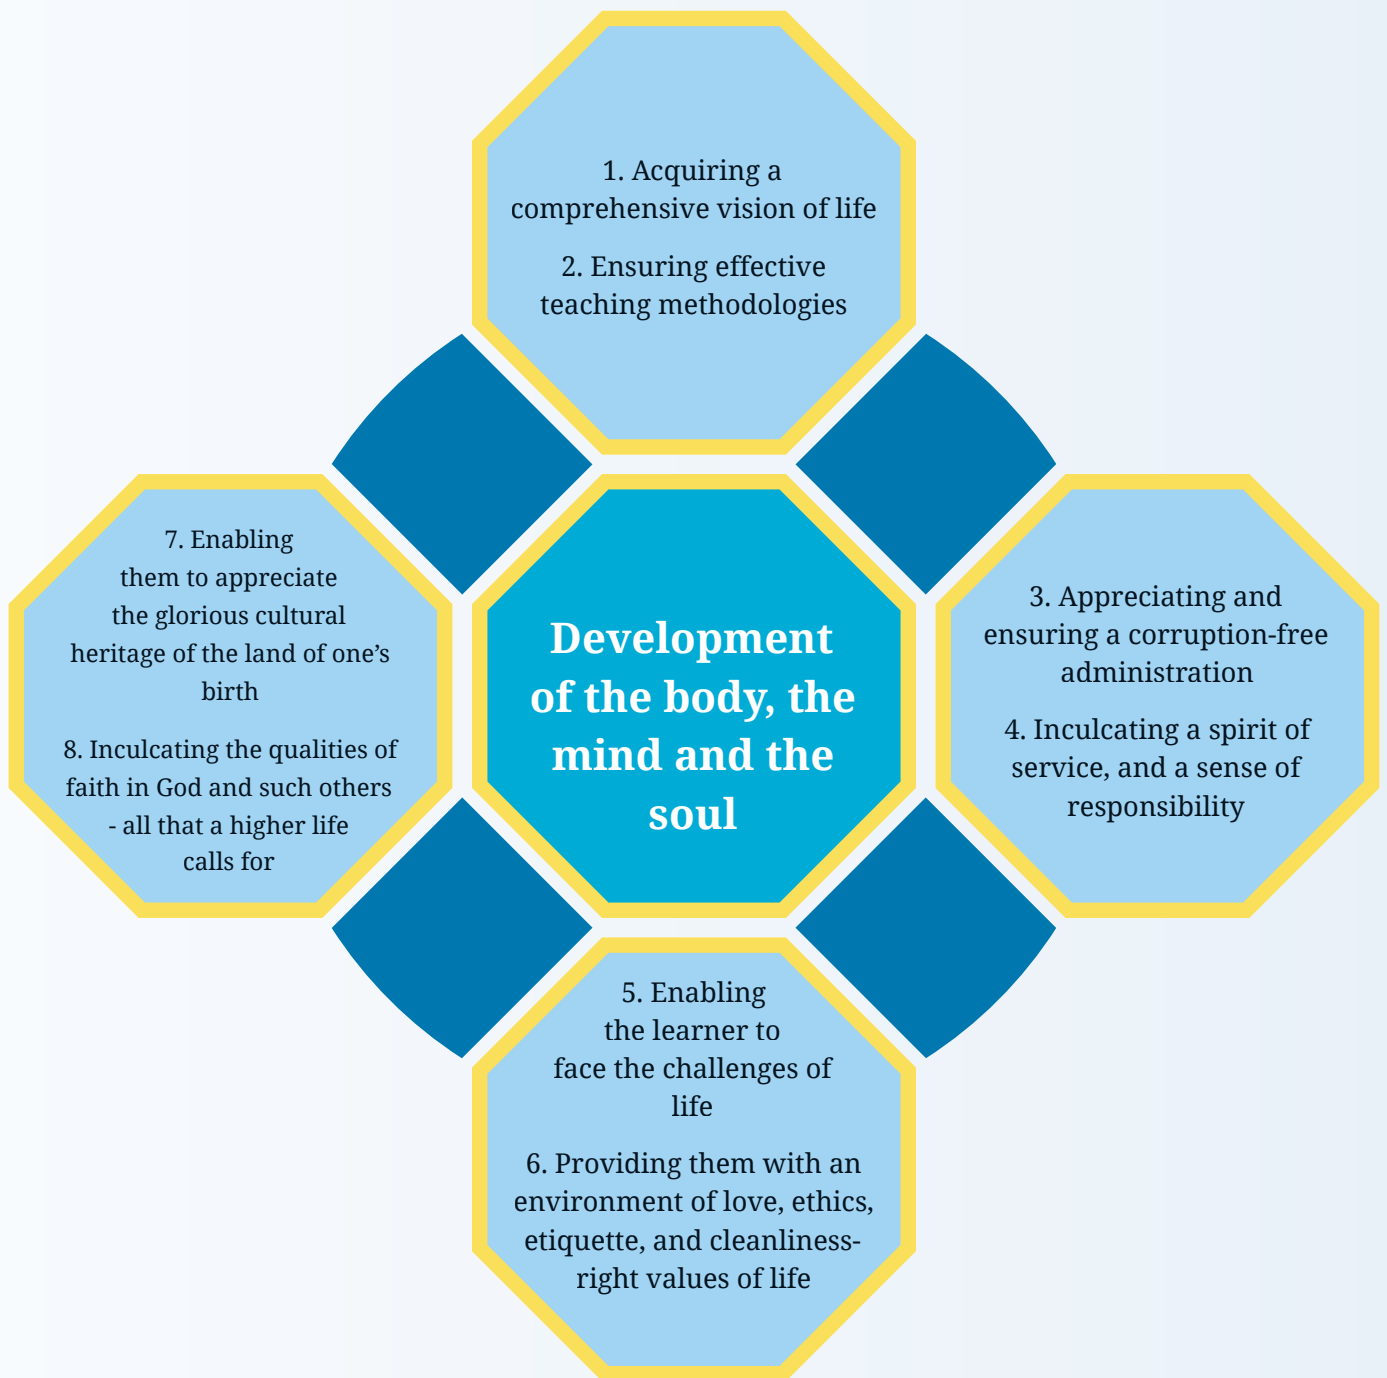 1. Acquiring a
comprehensive vision of life
2. Ensuring effective
teaching methodologies
7. Enabling
them to appreciate
the glorious cultural
heritage of the land of one’s
birth
8. Inculcating the qualities of
faith in God and such others
- all that a higher life
calls for
Development
of the body, the
mind and the
soul
3. Appreciating and
ensuring a corruption-free
administration
4. Inculcating a spirit of
service, and a sense of
responsibility
5. Enabling
the learner to
face the challenges of
life
6. Providing them with an
environment of love, ethics,
etiquette, and cleanliness-
right values of life